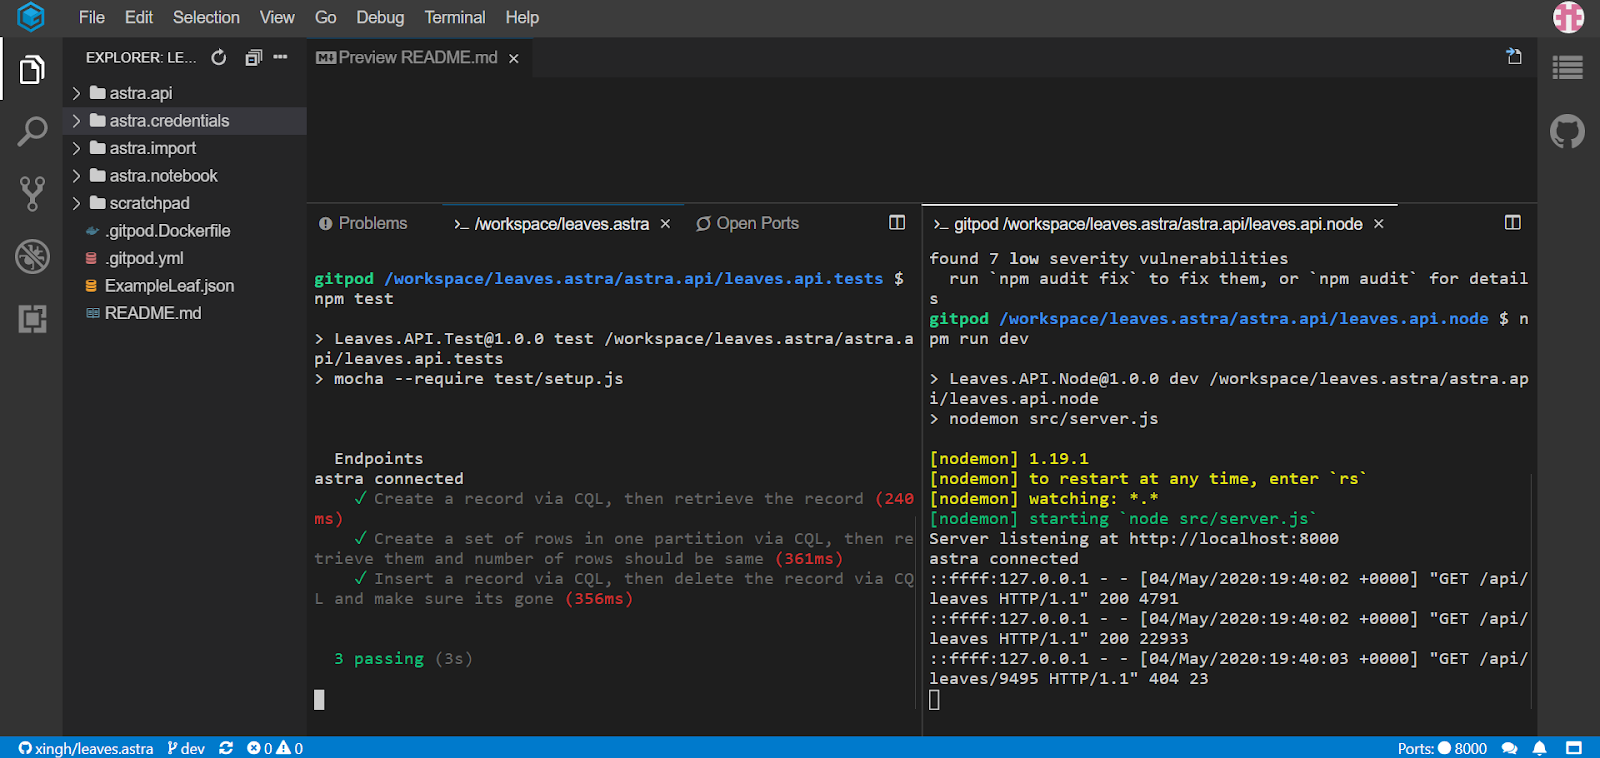 File Edit Selection View Go Debug Terminal Help
EXPLORER: LE...
astra.api
astra.credentials
astra.import
astra.notebook
scratchpad
.gitpod.Dockerfile
.gitpod.yml
ExampleLeaf.json
README.md
Preview README.md ×
Problems >_ /workspace/leaves.astra × Open Ports
gitpod /workspace/leaves.astra/astra.api/leaves.api.tests $
npm test
> Leaves.API.Test@1.0.0 test /workspace/leaves.astra/astra.a
pi/leaves.api.tests
> mocha --require test/setup.js
Endpoints
astra connected
✓ Create a record via CQL, then retrieve the record (240
ms)
✓ Create a set of rows in one partition via CQL, then re
trieve them and number of rows should be same (361ms)
✓ Insert a record via CQL, then delete the record via CQ
L and make sure its gone (356ms)
3 passing (3s)
>_ gitpod /workspace/leaves.astra/astra.api/leaves.api.node ×
found 7 low severity vulnerabilities
run `npm audit fix` to fix them, or `npm audit` for detail
s
gitpod /workspace/leaves.astra/astra.api/leaves.api.node $ n
pm run dev
> Leaves.API.Node@1.0.0 dev /workspace/leaves.astra/astra.ap
i/leaves.api.node
> nodemon src/server.js
[nodemon] 1.19.1
[nodemon] to restart at any time, enter `rs`
[nodemon] watching: *.*
[nodemon] starting `node src/server.js`
Server listening at http://localhost:8000
astra connected
::ffff:127.0.0.1 - - [04/May/2020:19:40:02 +0000] "GET /api/
leaves HTTP/1.1" 200 4791
::ffff:127.0.0.1 - - [04/May/2020:19:40:02 +0000] "GET /api/
leaves HTTP/1.1" 200 22933
::ffff:127.0.0.1 - - [04/May/2020:19:40:03 +0000] "GET /api/
leaves/9495 HTTP/1.1" 404 23
xingh/leaves.astra dev 0 0 Ports: 8000